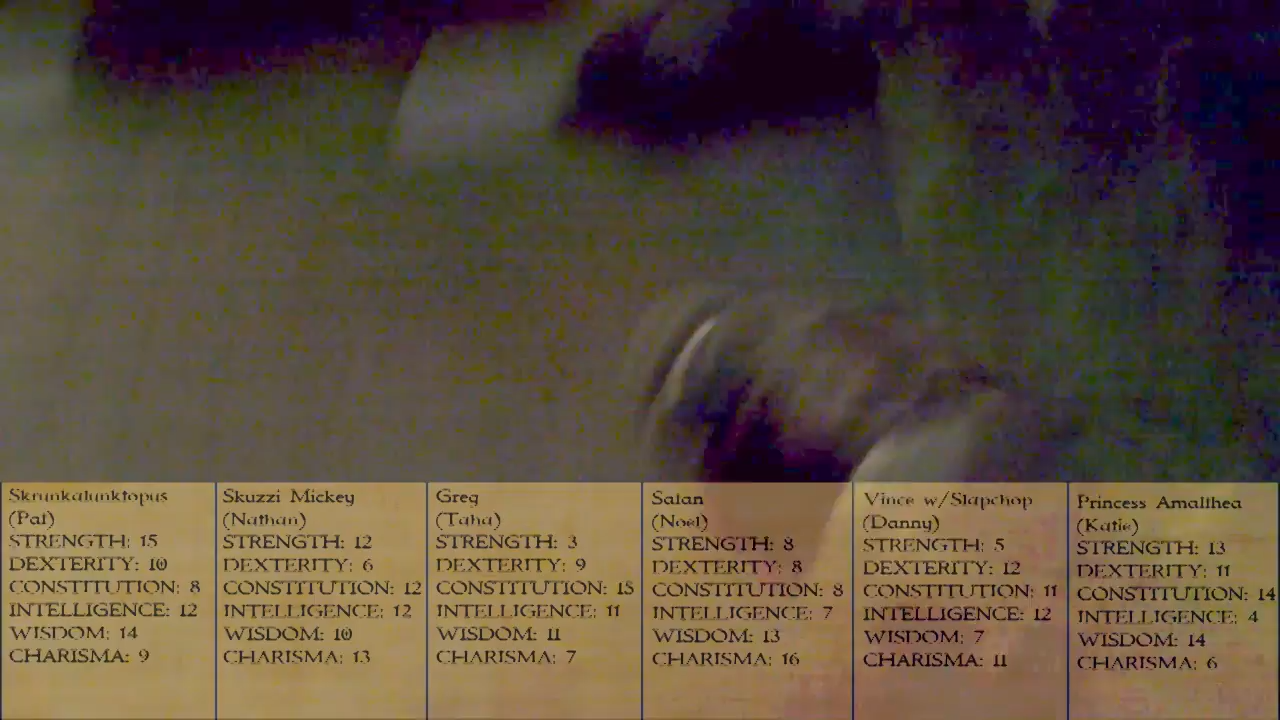 Skrunkalunktopus
(Pat)
STRENGTH: 15
DEXTERITY: 10
CONSTITUTION: 8
INTELLIGENCE: 12
WISDOM: 14
CHARISMA: 9
Skuzzi Mickey
(Nathan)
STRENGTH: 12
DEXTERITY: 6
CONSTITUTION: 12
INTELLIGENCE: 12
WISDOM: 10
CHARISMA: 13
Greg
(Taha)
STRENGTH: 3
DEXTERITY: 9
CONSTITUTION: 15
INTELLIGENCE: 11
WISDOM: 11
CHARISMA: 7
Satan
(Noel)
STRENGTH: 8
DEXTERITY: 8
CONSTITUTION: 8
INTELLIGENCE: 7
WISDOM: 13
CHARISMA: 16
Vince w/Slapchop
(Danny)
STRENGTH: 5
DEXTERITY: 12
CONSTITUTION: 11
INTELLIGENCE: 12
WISDOM: 7
CHARISMA: 11
Princess Amalthea
(Katie)
STRENGTH: 13
DEXTERITY: 11
CONSTITUTION: 14
INTELLIGENCE: 4
WISDOM: 14
CHARISMA: 6